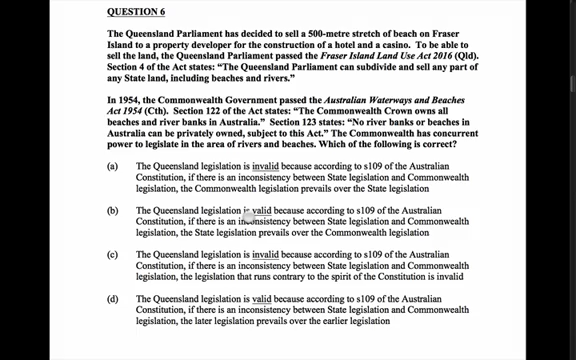 QUESTION 6
The Queensland Parliament has decided to sell a 500-metre stretch of beach on Fraser
Island to a property developer for the construction of a hotel and a casino. To be able to
sell the land, the Queensland Parliament passed the Fraser Island Land Use Act 2016 (Qld).
Section 4 of the Act states: “The Queensland Parliament can subdivide and sell any part of
any State land, including beaches and rivers.”
In 1954, the Commonwealth Government passed the Australian Waterways and Beaches
Act 1954 (Cth). Section 122 of the Act states: “The Commonwealth Crown owns all
beaches and river banks in Australia.” Section 123 states: “No river banks or beaches in
Australia can be privately owned, subject to this Act.” The Commonwealth has concurrent
power to legislate in the area of rivers and beaches. Which of the following is correct?
(a) The Queensland legislation is invalid because according to s109 of the Australian
Constitution, if there is an inconsistency between State legislation and Commonwealth
legislation, the Commonwealth legislation prevails over the State legislation
(b) The Queensland legislation is valid because according to s109 of the Australian
Constitution, if there is an inconsistency between State legislation and Commonwealth
legislation, the State legislation prevails over the Commonwealth legislation
(c) The Queensland legislation is invalid because according to s109 of the Australian
Constitution, if there is an inconsistency between State legislation and Commonwealth
legislation, the legislation that runs contrary to the spirit of the Constitution is invalid
(d) The Queensland legislation is valid because according to s109 of the Australian
Constitution, if there is an inconsistency between State legislation and Commonwealth
legislation, the later legislation prevails over the earlier legislation